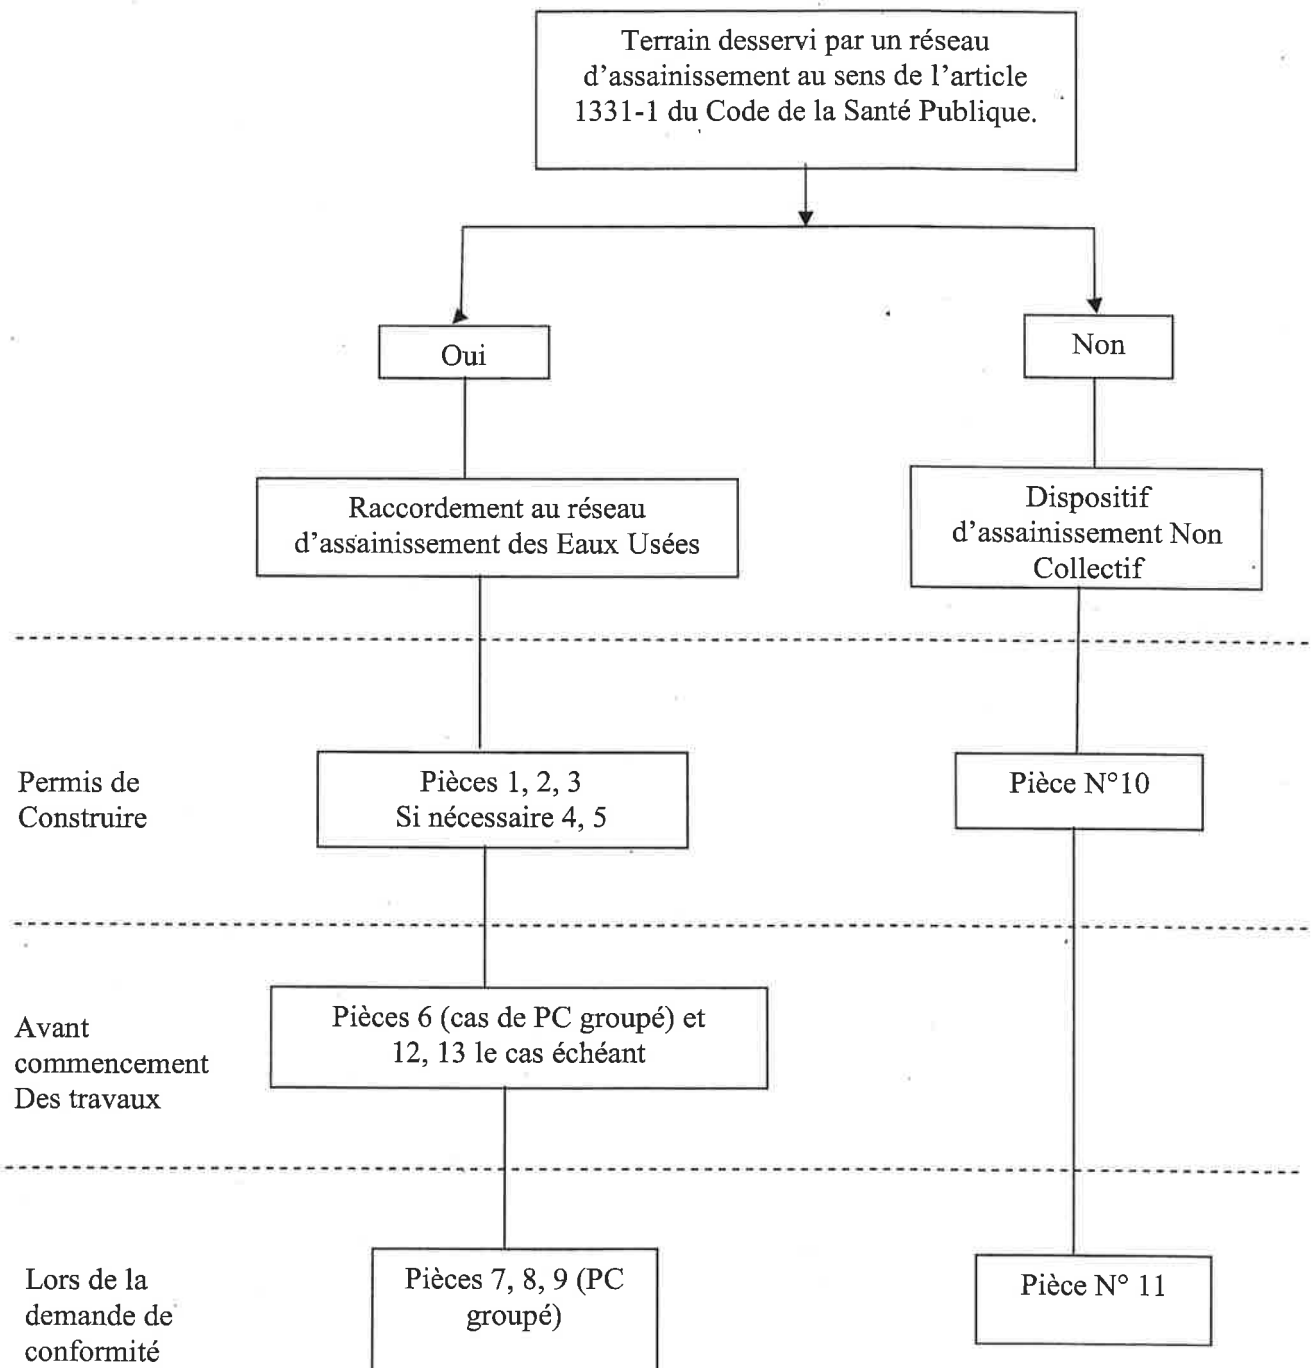 Terrain desservi par un réseau
d'assainissement au sens de l'article
1331-1 du Code de la Santé Publique.
Oui
Non
Raccordement au réseau
d'assainissement des Eaux Usées
Dispositif
d'assainissement Non
Collectif
Permis de
Construire
Pièces 1, 2, 3
Si nécessaire 4, 5
Pièce N°10
Avant
commencement
Des travaux
Pièces 6 (cas de PC groupé) et
12, 13 le cas échéant
Lors de la
demande de
conformité
Pièces 7, 8, 9 (PC
groupé)
Pièce N° 11